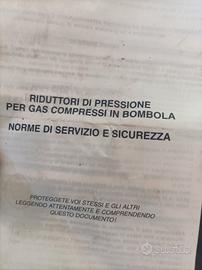 RIDUTTORI DI PRESSIONE
PER GAS COMPRESSI IN BOMBOLA
NORME DI SERVIZIO E SICUREZZA
PROTEGGETE VOI STESSI E GLI ALTRI
LEGGENDO ATTENTAMENTE E COMPRENDENDO
QUESTO DOCUMENTO!
subito